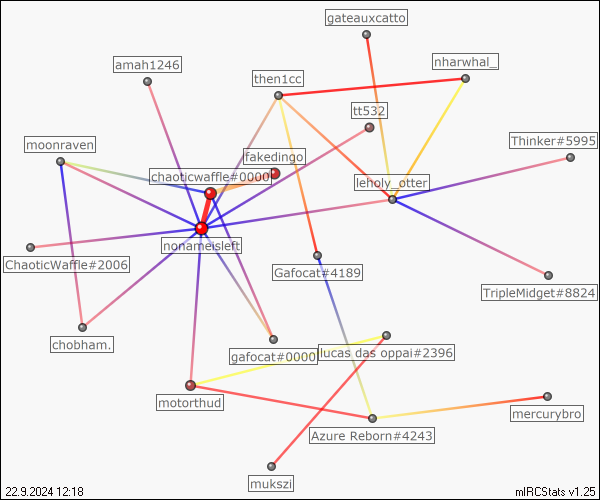 gateauxcatto
amah1246
nharwhal_
then1cc
tt532
moonraven
Thinker#5995
fakedingo
chaoticwaffle#0000
leholy_otter
nonameisleft
ChaoticWaffle#2006
Gafocat#4189
TripleMidget#8824
chobham.
gafocat#0000
lucas das oppai#2396
motorthud
mercurybro
Azure Reborn#4243
mukszi
22.9.2024 12:18
mIRCStats v1.25